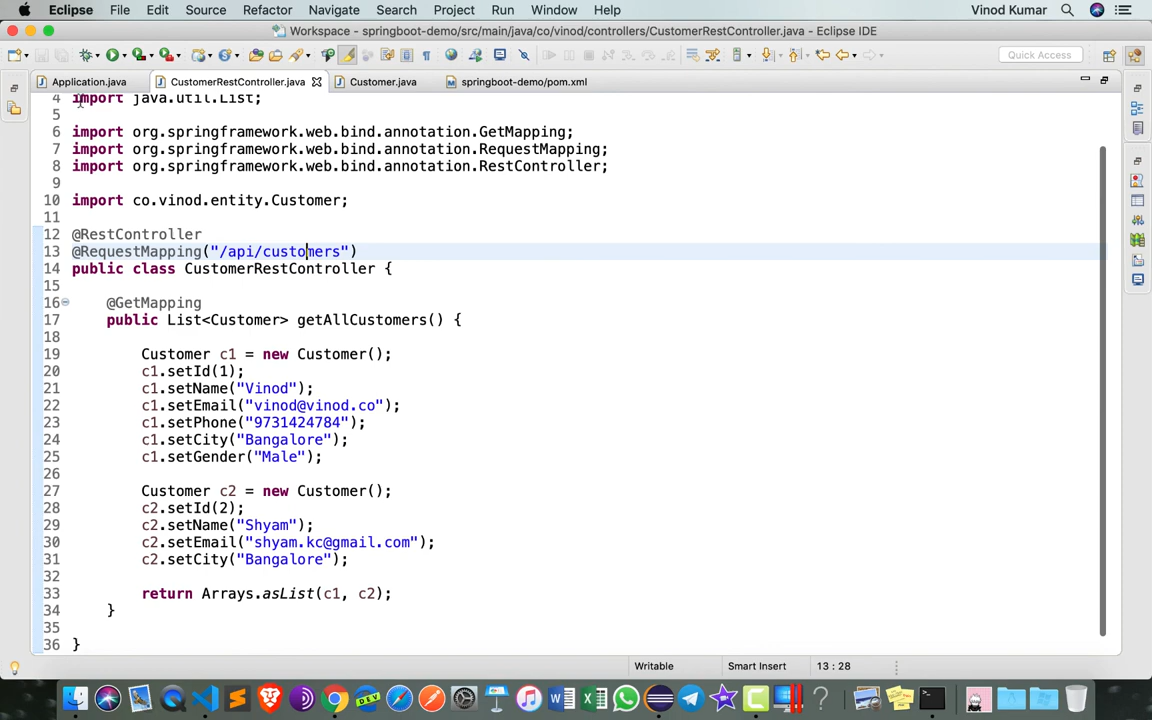 Eclipse File Edit Source Refactor Navigate Search Project Run Window Help Vinod Kumar
Workspace - springboot-demo/src/main/java/co/vinod/controllers/CustomerRestController.java - Eclipse IDE
Quick Access
Application.java CustomerRestController.java Customer.java springboot-demo/pom.xml
4 import java.util.List;
5
6 import org.springframework.web.bind.annotation.GetMapping;
7 import org.springframework.web.bind.annotation.RequestMapping;
8 import org.springframework.web.bind.annotation.RestController;
9
10 import co.vinod.entity.Customer;
11
12 @RestController
13 @RequestMapping("/api/customers")
14 public class CustomerRestController {
15
16 @GetMapping
17 public List<Customer> getAllCustomers() {
18
19 Customer c1 = new Customer();
20 c1.setId(1);
21 c1.setName("Vinod");
22 c1.setEmail("vinod@vinod.co");
23 c1.setPhone("9731424784");
24 c1.setCity("Bangalore");
25 c1.setGender("Male");
26
27 Customer c2 = new Customer();
28 c2.setId(2);
29 c2.setName("Shyam");
30 c2.setEmail("shyam.kc@gmail.com");
31 c2.setCity("Bangalore");
32
33 return Arrays.asList(c1, c2);
34 }
35
36 }
Writable Smart Insert 13 : 28